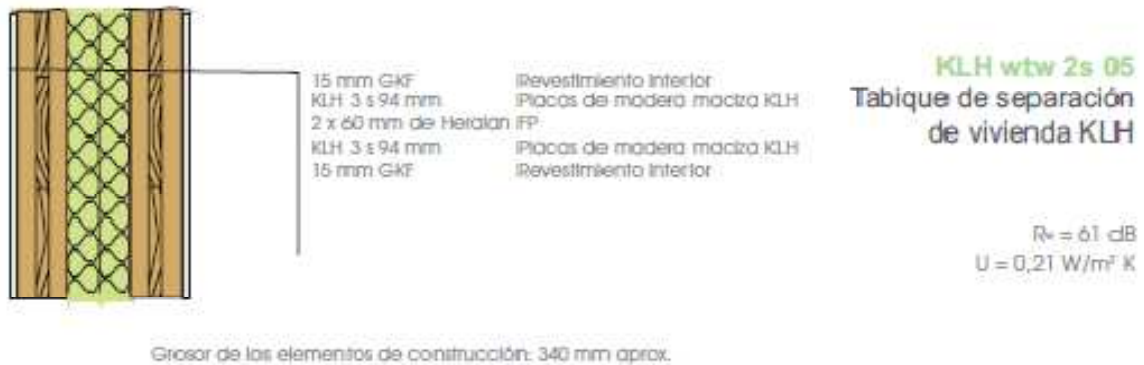 15 mm GKF Revestimiento interior
KLH 3 s 94 mm Placas de madera maciza KLH
2 x 60 mm de Heralan FP
KLH 3 s 94 mm Placas de madera maciza KLH
15 mm GKF Revestimiento interior
KLH wtw 2s 05
Tabique de separación
de vivienda KLH
Rw = 61 dB
U = 0,21 W/m² K
Grosor de los elementos de construcción: 340 mm aprox.